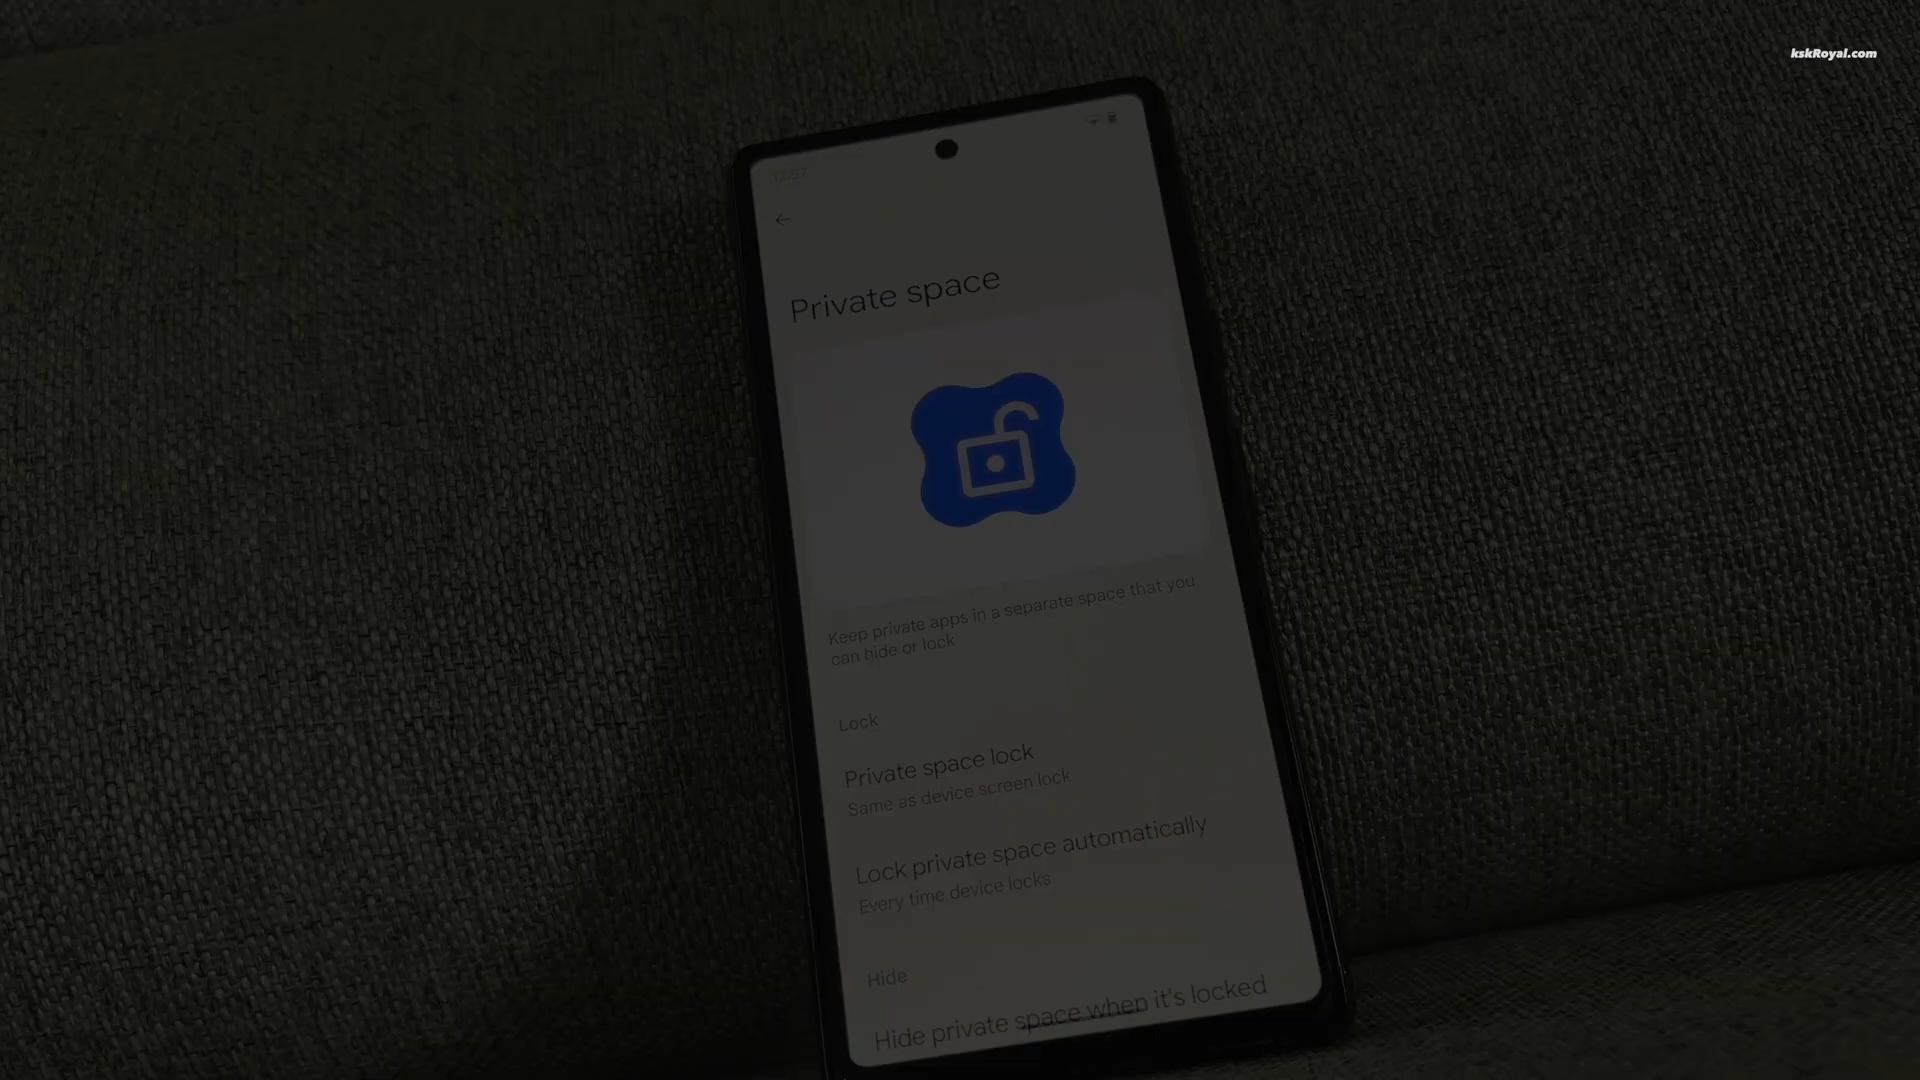 kskRoyal.com
12:57
Private space
Keep private apps in a separate space that you
can hide or lock
Lock
Private space lock
Same as device screen lock
Lock private space automatically
Every time device locks
Hide
Hide private space when it's locked